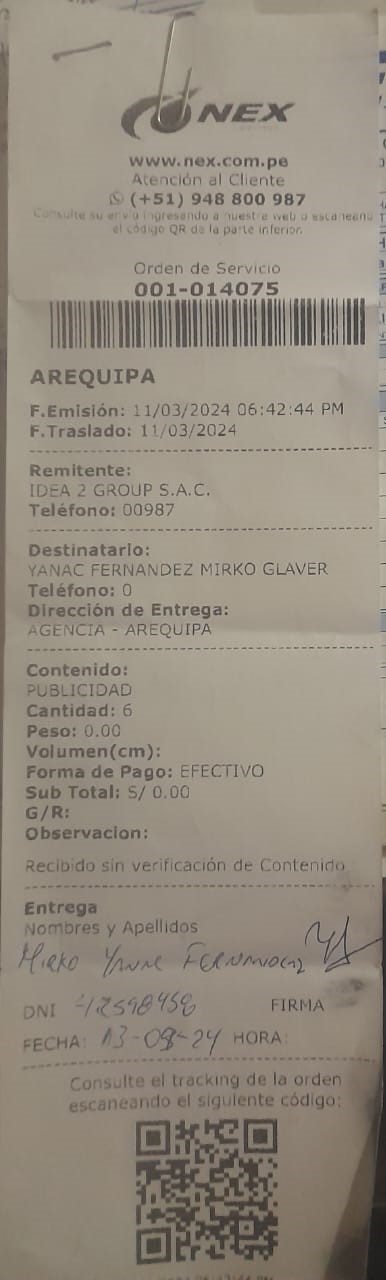 NEX
www.nex.com.pe
Atención al Cliente
(+51) 948 800 987
Consulte su envío ingresando a nuestra web o escaneando
el código QR de la parte inferior.
Orden de Servicio
001-014075
AREQUIPA
F.Emisión: 11/03/2024 06:42:44 PM
F.Traslado: 11/03/2024
Remitente:
IDEA 2 GROUP S.A.C.
Teléfono: 00987
Destinatario:
YANAC FERNANDEZ MIRKO GLAVER
Teléfono: 0
Dirección de Entrega:
AGENCIA - AREQUIPA
Contenido:
PUBLICIDAD
Cantidad: 6
Peso: 0.00
Volumen(cm):
Forma de Pago: EFECTIVO
Sub Total: S/ 0.00
G/R:
Observacion:
Recibido sin verificación de Contenido
Entrega
Nombres y Apellidos
Mirko Yanac Fernandez
DNI 42598458 FIRMA
FECHA: HORA:
Consulte el tracking de la orden
escaneando el siguiente código: